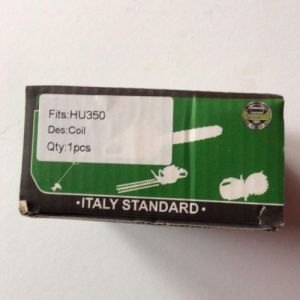 Fits:HU350
Des:Coil
Qty:1pcs
·ITALY STANDARD·